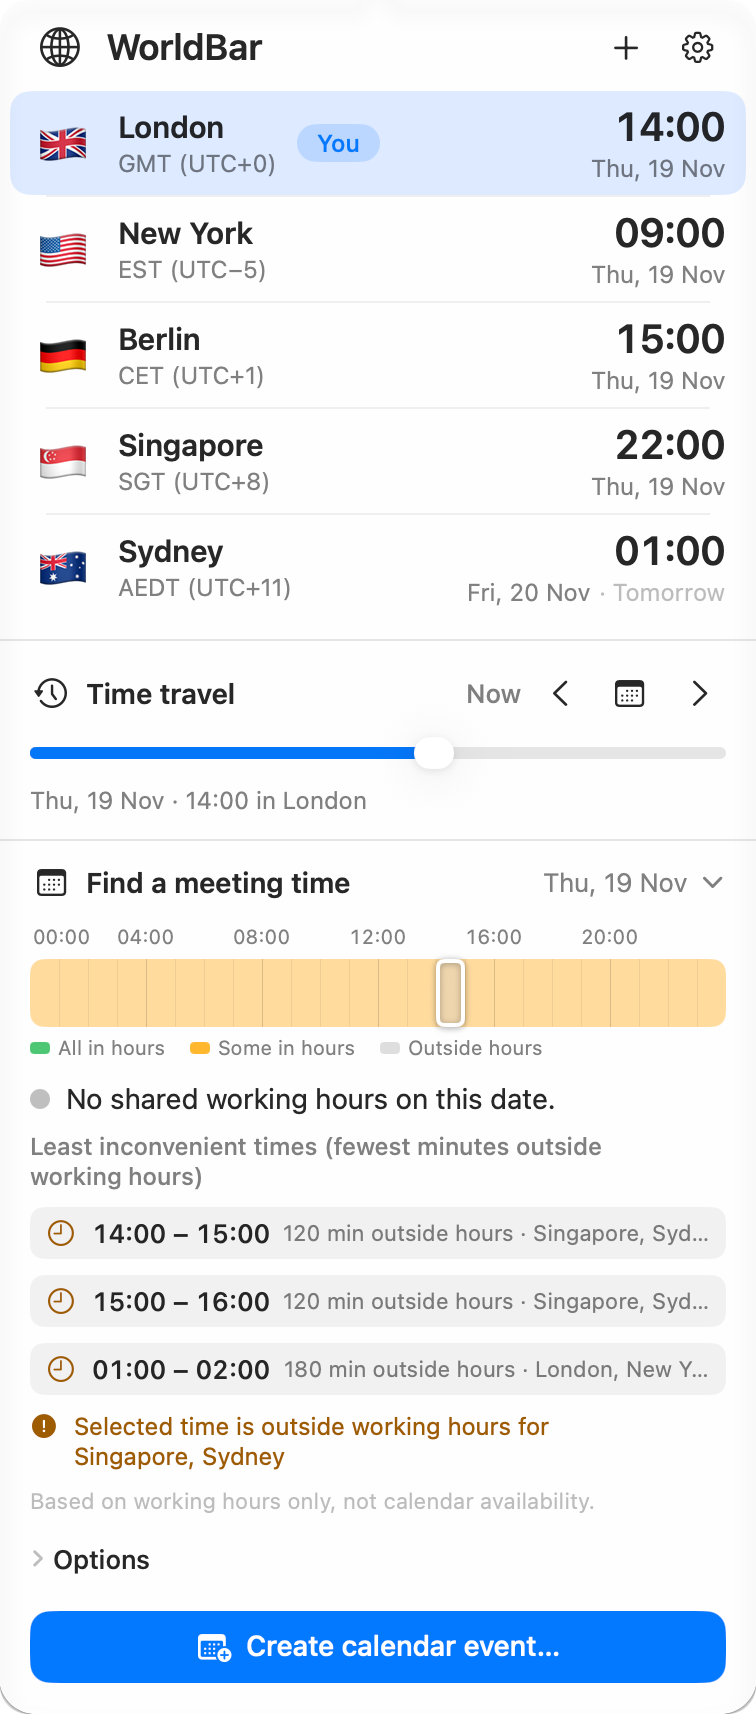 WorldBar
London
GMT (UTC+0)
You
14:00
Thu, 19 Nov
New York
EST (UTC−5)
09:00
Thu, 19 Nov
Berlin
CET (UTC+1)
15:00
Thu, 19 Nov
Singapore
SGT (UTC+8)
22:00
Thu, 19 Nov
Sydney
AEDT (UTC+11)
01:00
Fri, 20 Nov · Tomorrow
Time travel
Now
Thu, 19 Nov · 14:00 in London
Find a meeting time
Thu, 19 Nov
00:00 04:00 08:00 12:00 16:00 20:00
All in hours Some in hours Outside hours
No shared working hours on this date.
Least inconvenient times (fewest minutes outside
working hours)
14:00 – 15:00 120 min outside hours · Singapore, Syd...
15:00 – 16:00 120 min outside hours · Singapore, Syd...
01:00 – 02:00 180 min outside hours · London, New Y...
Selected time is outside working hours for
Singapore, Sydney
Based on working hours only, not calendar availability.
Options
Create calendar event...